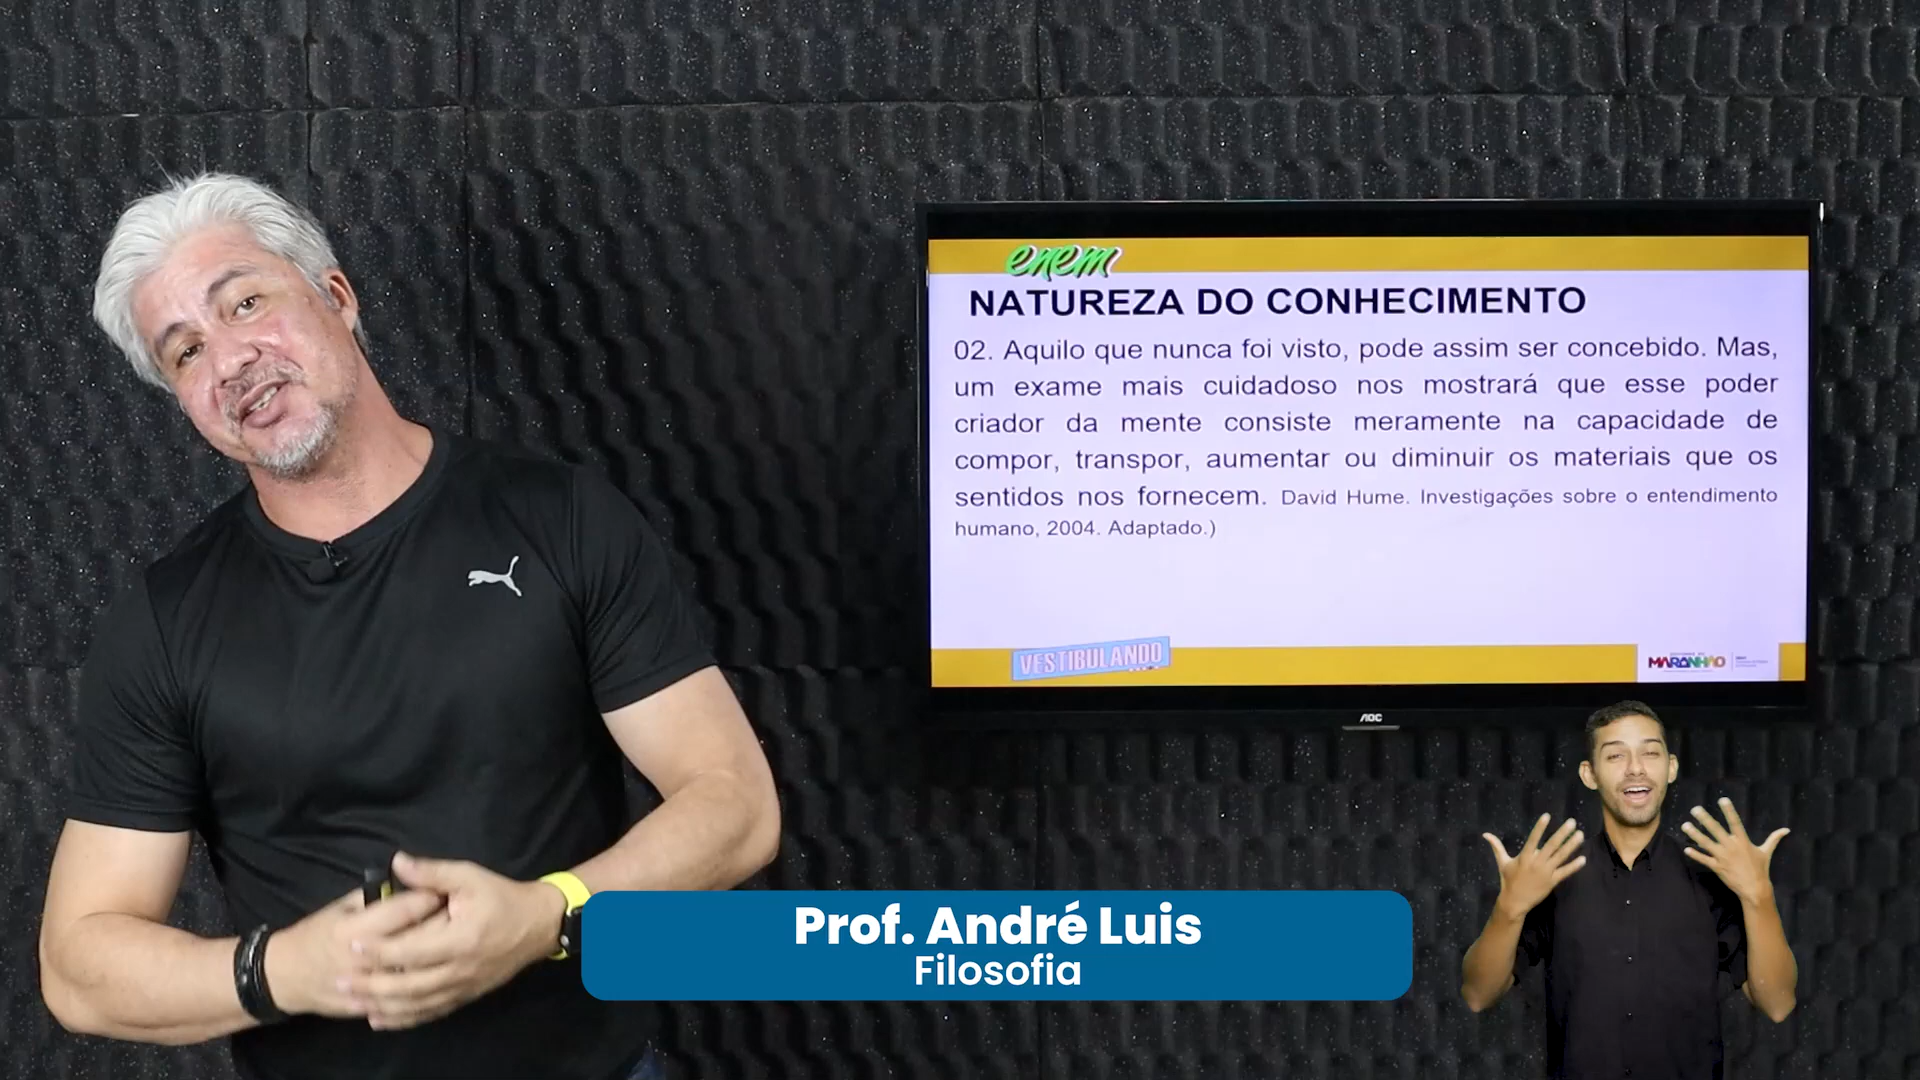 enem
NATUREZA DO CONHECIMENTO
02. Aquilo que nunca foi visto, pode assim ser concebido. Mas,
um exame mais cuidadoso nos mostrará que esse poder
criador da mente consiste meramente na capacidade de
compor, transpor, aumentar ou diminuir os materiais que os
sentidos nos fornecem. David Hume. Investigações sobre o entendimento
humano, 2004. Adaptado.)
VESTIBULANDO
MARANHÃO
AOC
Prof. André Luis
Filosofia